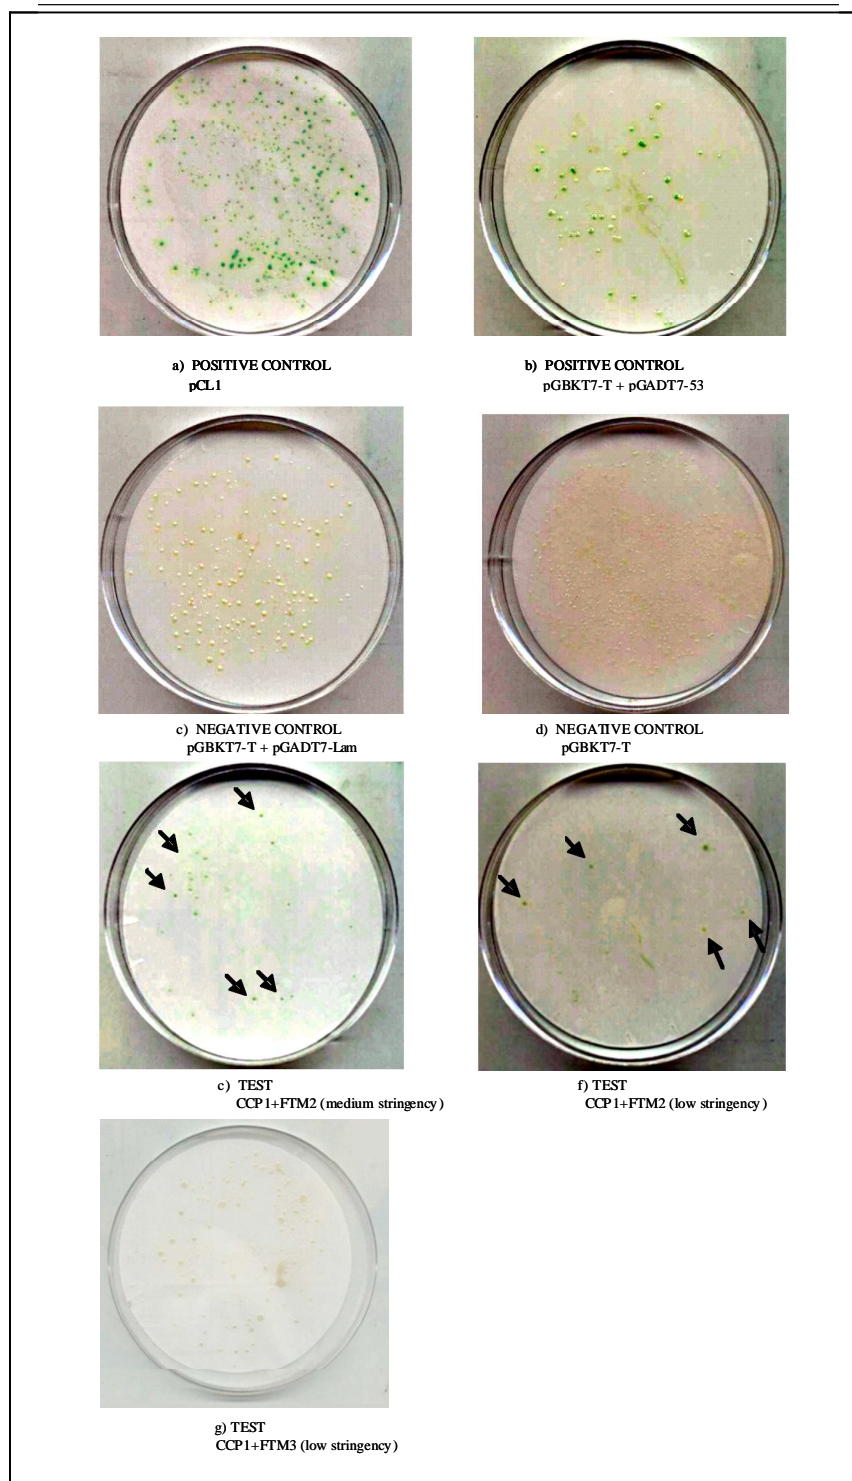 a) POSITIVE CONTROL
pCL1
b) POSITIVE CONTROL
pGBKT7-T + pGADT7-53
c) NEGATIVE CONTROL
pGBKT7-T + pGADT7-Lam
d) NEGATIVE CONTROL
pGBKT7-T
c) TEST
CCP1+FTM2 (medium stringency)
f) TEST
CCP1+FTM2 (low stringency)
g) TEST
CCP1+FTM3 (low stringency)